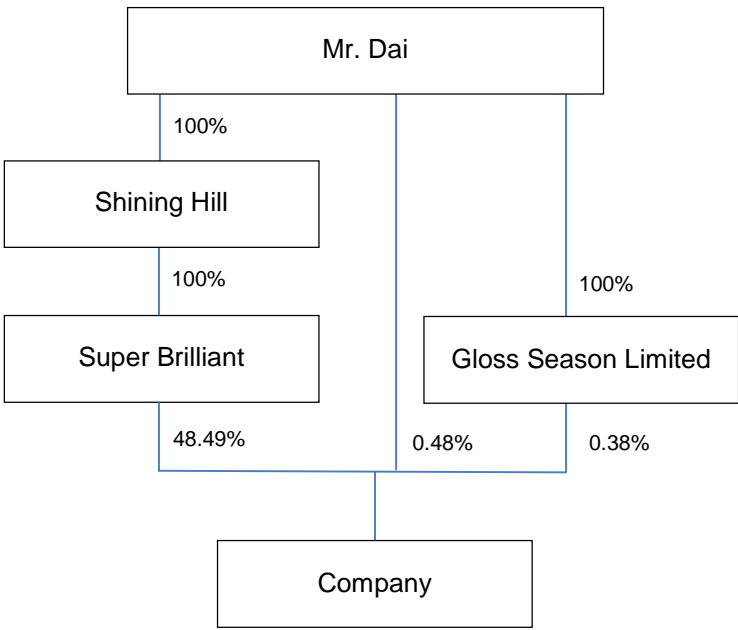 Mr. Dai
100%
Shining Hill
100%
100%
Super Brilliant
Gloss Season Limited
48.49%
0.48%
0.38%
Company